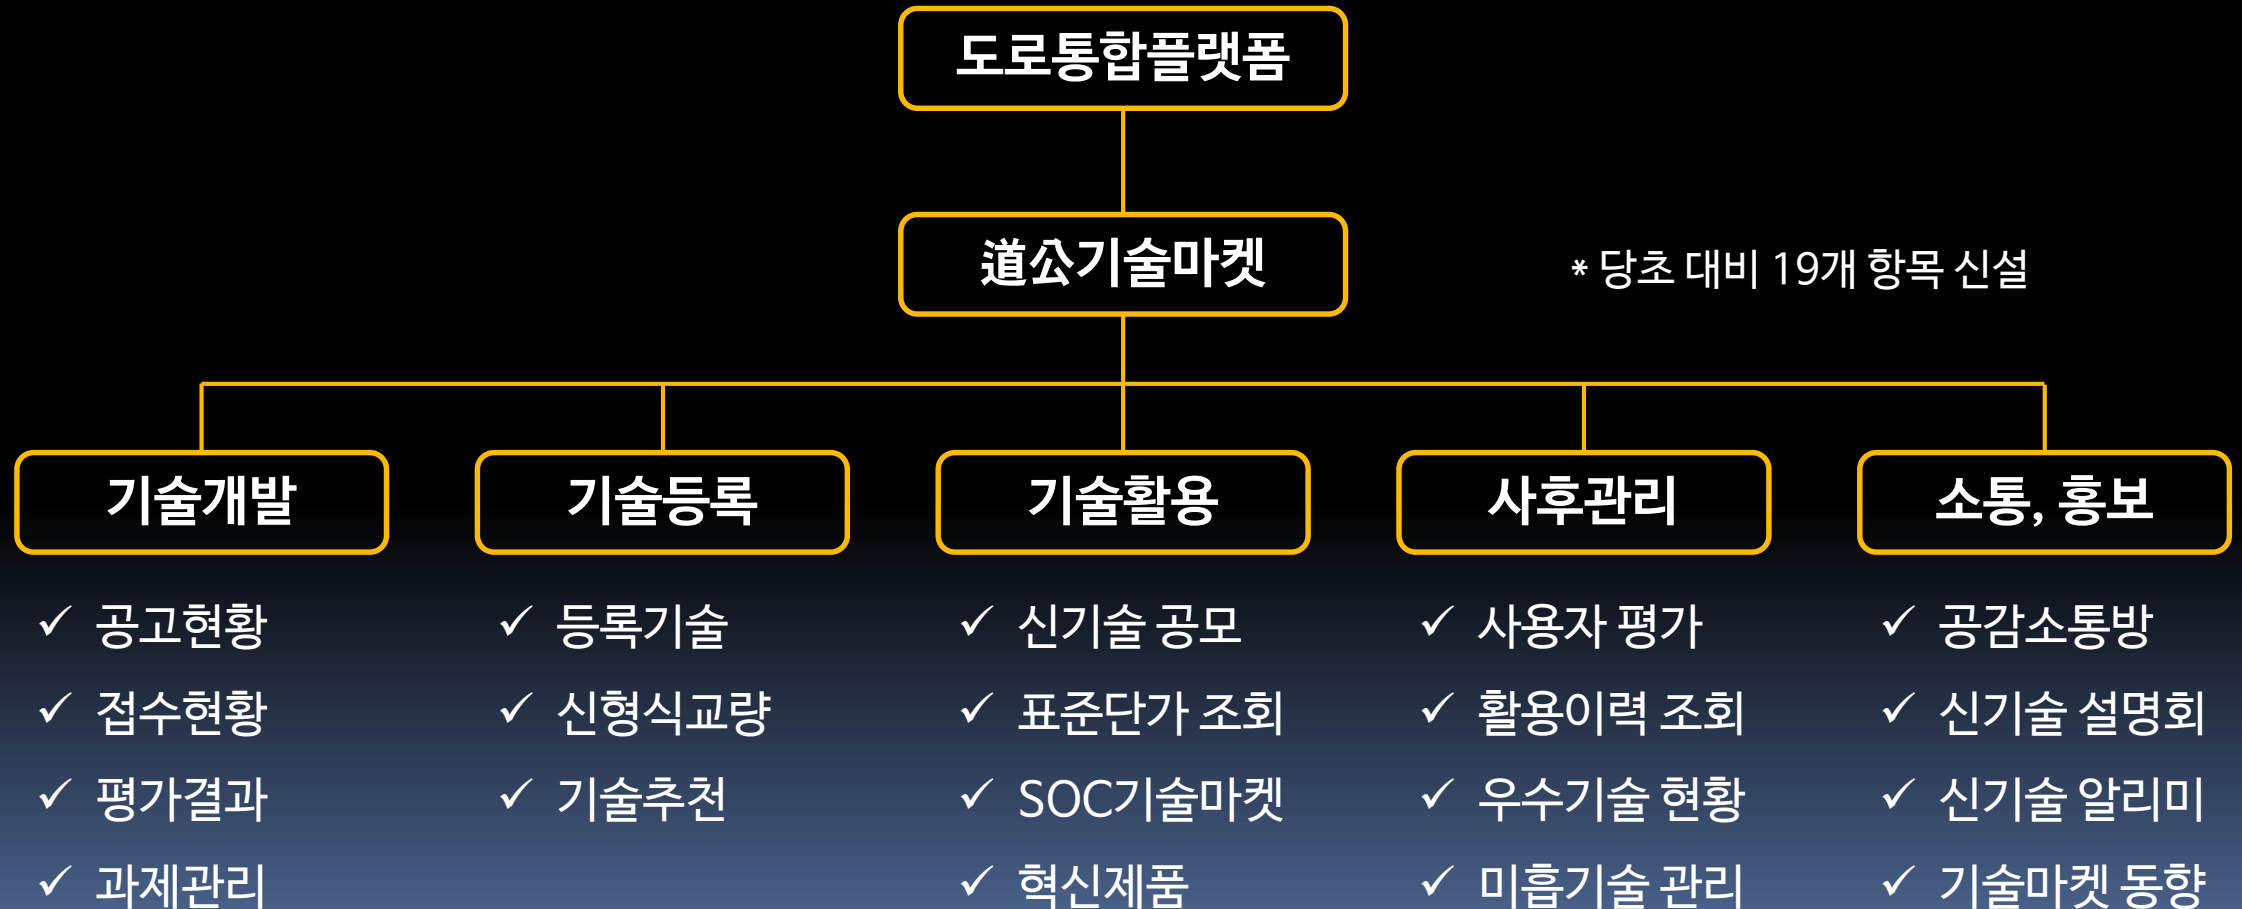 도로통합플랫폼
道公기술마켓
* 당초 대비 19개 항목 신설
기술개발
✓ 공고현황
✓ 접수현황
✓ 평가결과
✓ 과제관리
기술등록
✓ 등록기술
✓ 신형식교량
✓ 기술추천
기술활용
✓ 신기술 공모
✓ 표준단가 조회
✓ SOC기술마켓
✓ 혁신제품
사후관리
✓ 사용자 평가
✓ 활용이력 조회
✓ 우수기술 현황
✓ 미흡기술 관리
소통, 홍보
✓ 공감소통방
✓ 신기술 설명회
✓ 신기술 알리미
✓ 기술마켓 동향